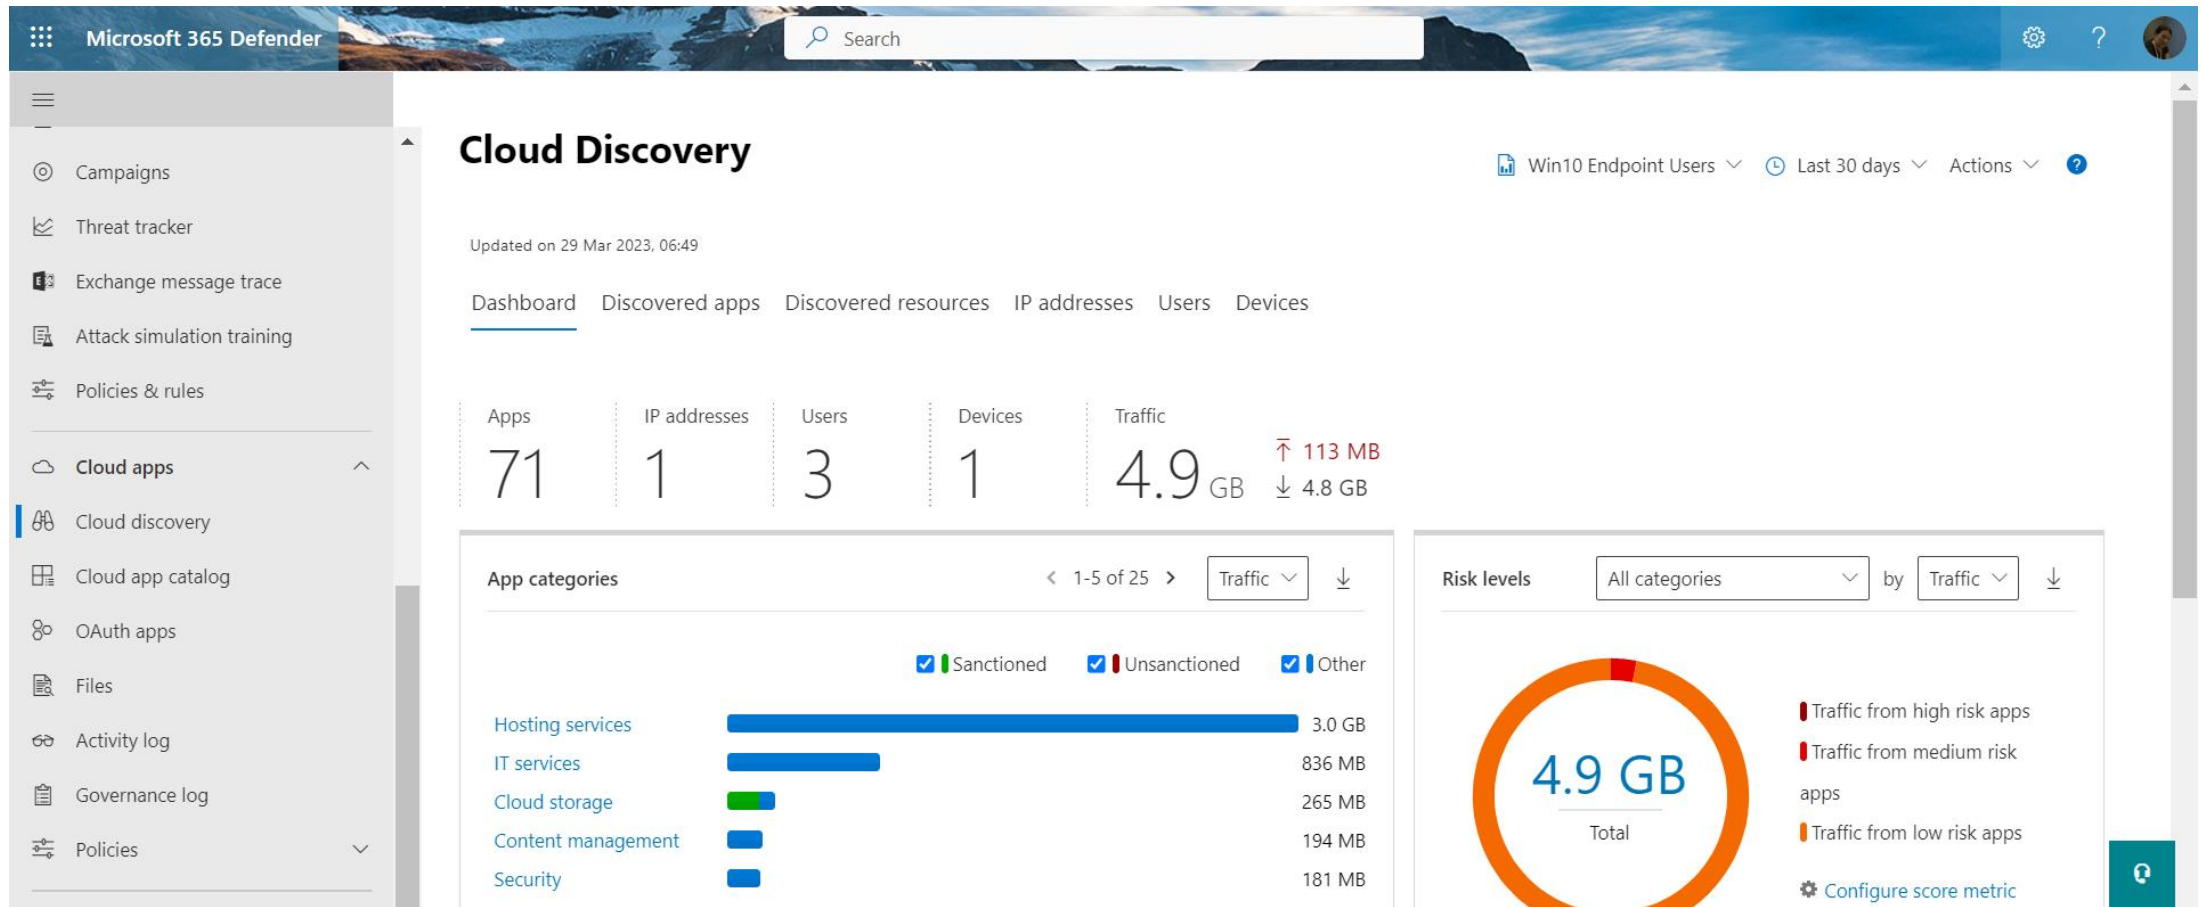 Microsoft 365 Defender
Search
?
Campaigns
Threat tracker
Exchange message trace
Attack simulation training
Policies & rules
Cloud apps
Cloud discovery
Cloud app catalog
OAuth apps
Files
Activity log
Governance log
Policies
Cloud Discovery
Win10 Endpoint Users
Last 30 days
Actions
?
Updated on 29 Mar 2023, 06:49
Dashboard Discovered apps Discovered resources IP addresses Users Devices
Apps IP addresses Users Devices Traffic
71 1 3 1 4.9 GB
113 MB
4.8 GB
App categories
1-5 of 25
Traffic
Sanctioned Unsanctioned Other
Hosting services 3.0 GB
IT services 836 MB
Cloud storage 265 MB
Content management 194 MB
Security 181 MB
Risk levels
All categories
by
Traffic
4.9 GB
Total
Traffic from high risk apps
Traffic from medium risk
apps
Traffic from low risk apps
Configure score metric